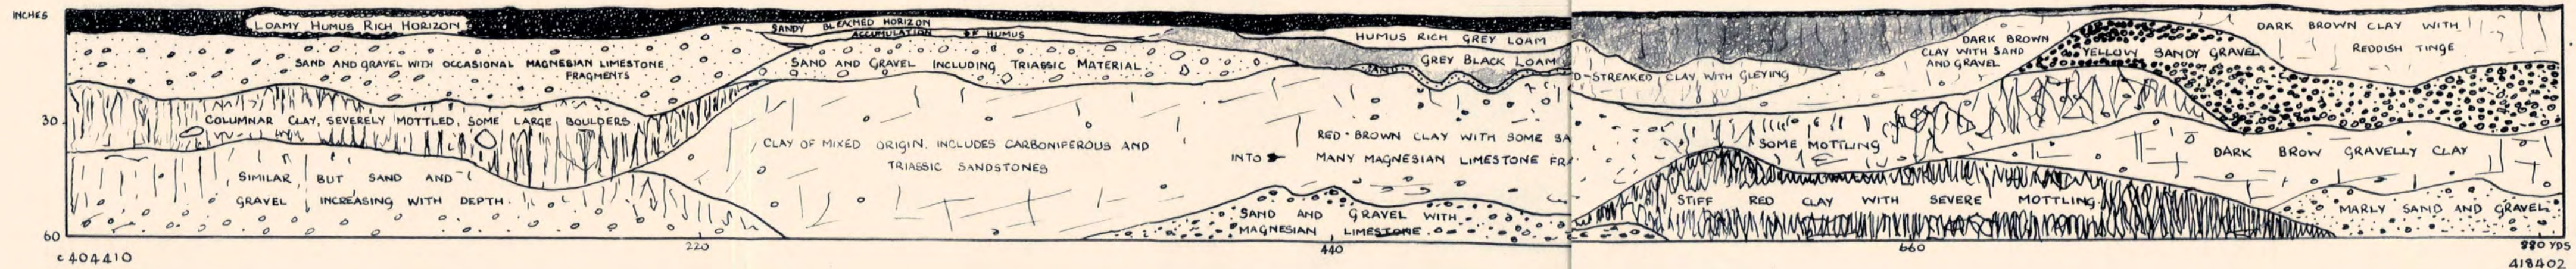 INCHES
LOAMY HUMUS RICH HORIZON
SANDY BLEACHED HORIZON
ACCUMULATION OF HUMUS
SAND AND GRAVEL WITH OCCASIONAL MAGNESIAN LIMESTONE
FRAGMENTS
SAND AND GRAVEL INCLUDING TRIASSIC MATERIAL
HUMUS RICH GREY LOAM
GREY BLACK LOAM
SAND
D-STREAKED CLAY WITH GLEYING
DARK BROWN
CLAY WITH SAND
AND GRAVEL
YELLOW SANDY GRAVEL
DARK BROWN CLAY WITH
REDDISH TINGE
30
COLUMNAR CLAY, SEVERELY MOTTLED, SOME LARGE BOULDERS
CLAY OF MIXED ORIGIN. INCLUDES CARBONIFEROUS AND
TRIASSIC SANDSTONES
RED-BROWN CLAY WITH SOME SA
INTO MANY MAGNESIAN LIMESTONE FR
SOME MOTTLING
DARK BROW GRAVELLY CLAY
SIMILAR BUT SAND AND
GRAVEL INCREASING WITH DEPTH.
SAND AND GRAVEL WITH
MAGNESIAN LIMESTONE
STIFF RED CLAY WITH SEVERE MOTTLING
MARLY SAND AND GRAVEL
60
220
440
660
880 YDS
c 404410
418402